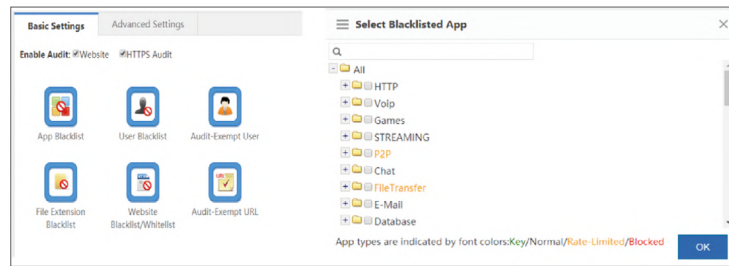 Basic Settings
Advanced Settings
Enable Audit: Website HTTPS Audit
App Blacklist
User Blacklist
Audit-Exempt User
File Extension
Blacklist
Website
Blacklist/Whitelist
Audit-Exempt URL
Select Blacklisted App
All
HTTP
VoIp
Games
STREAMING
P2P
Chat
FileTransfer
E-Mail
Database
App types are indicated by font colors:Key/Normal/Rate-Limited/Blocked
OK